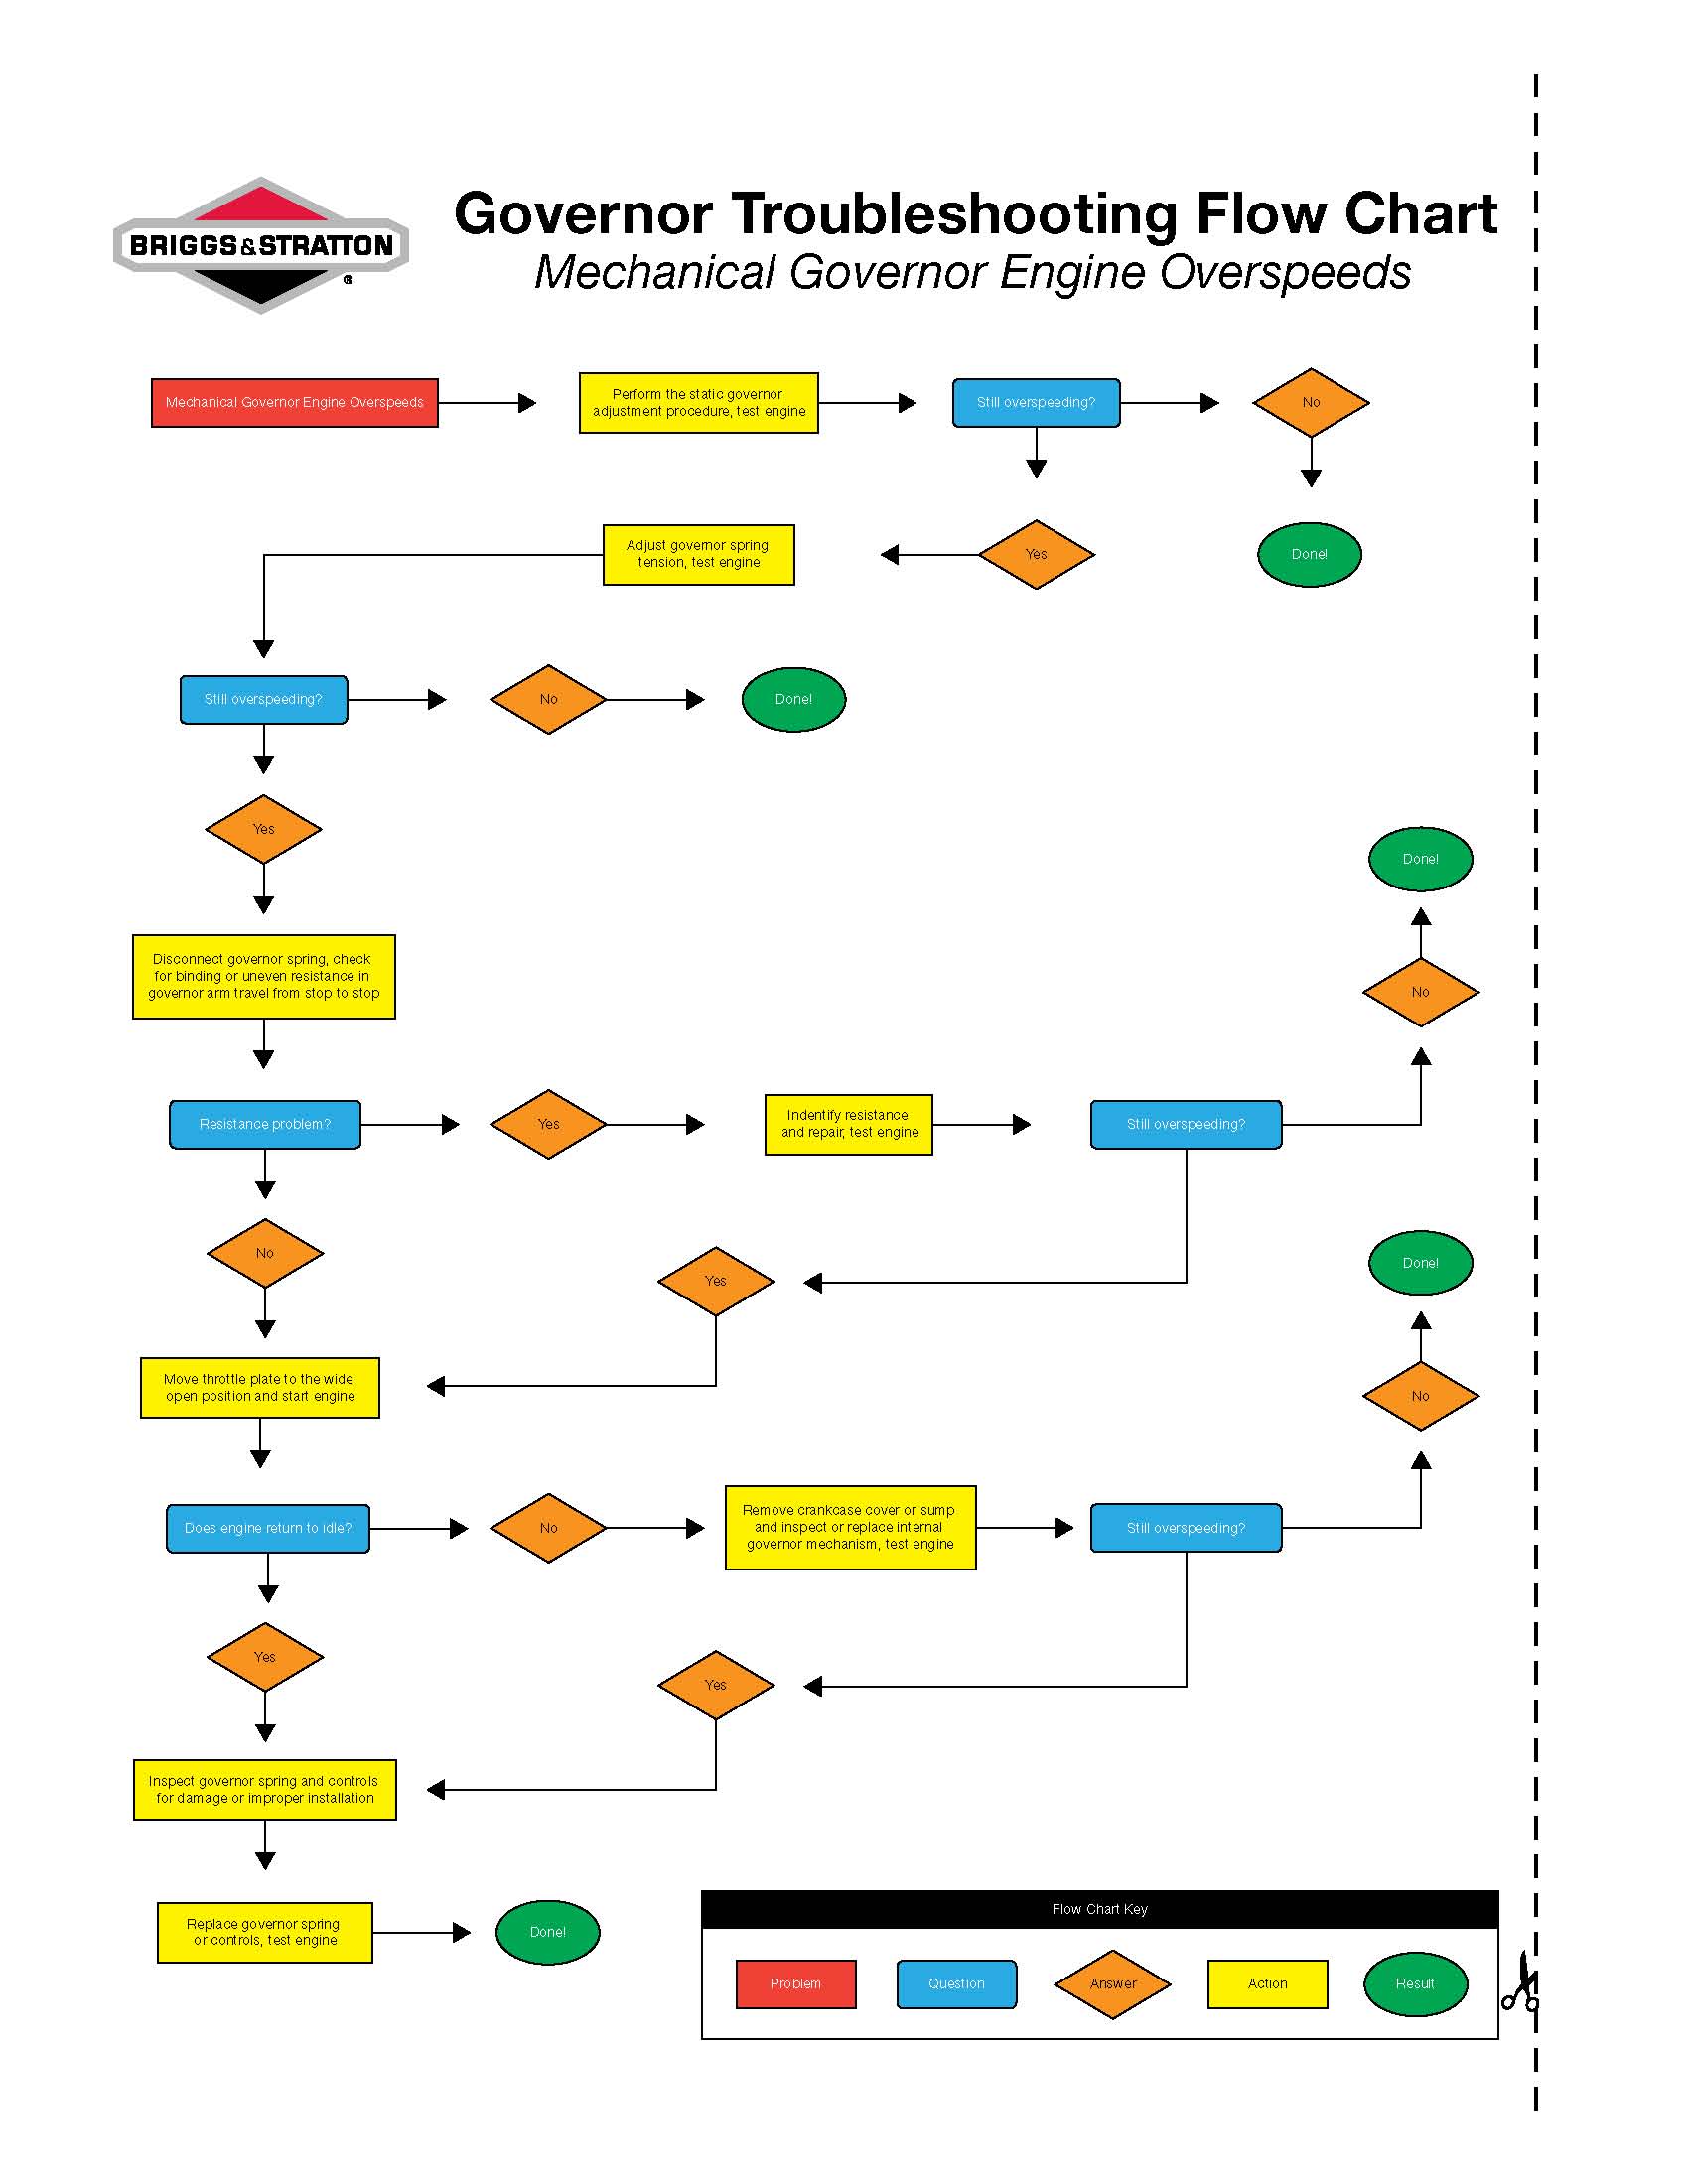 Governor Troubleshooting Flow Chart
BRIGGS & STRATTON
®
Mechanical Governor Engine Overspeeds
Mechanical Governor Engine Overspeeds
Perform the static governor
adjustment procedure, test engine
Still overspeeding?
No
Adjust governor spring
tension, test engine
Yes
Done!
Still overspeeding?
No
Done!
Yes
Done!
Disconnect governor spring, check
for binding or uneven resistance in
governor arm travel from stop to stop
No
Resistance problem?
Yes
Indentify resistance
and repair, test engine
Still overspeeding?
No
Yes
Done!
Move throttle plate to the wide
open position and start engine
No
Does engine return to idle?
No
Remove crankcase cover or sump
and inspect or replace internal
governor mechanism, test engine
Still overspeeding?
Yes
Yes
Inspect governor spring and controls
for damage or improper installation
Replace governor spring
or controls, test engine
Done!
Flow Chart Key
Problem
Question
Answer
Action
Result